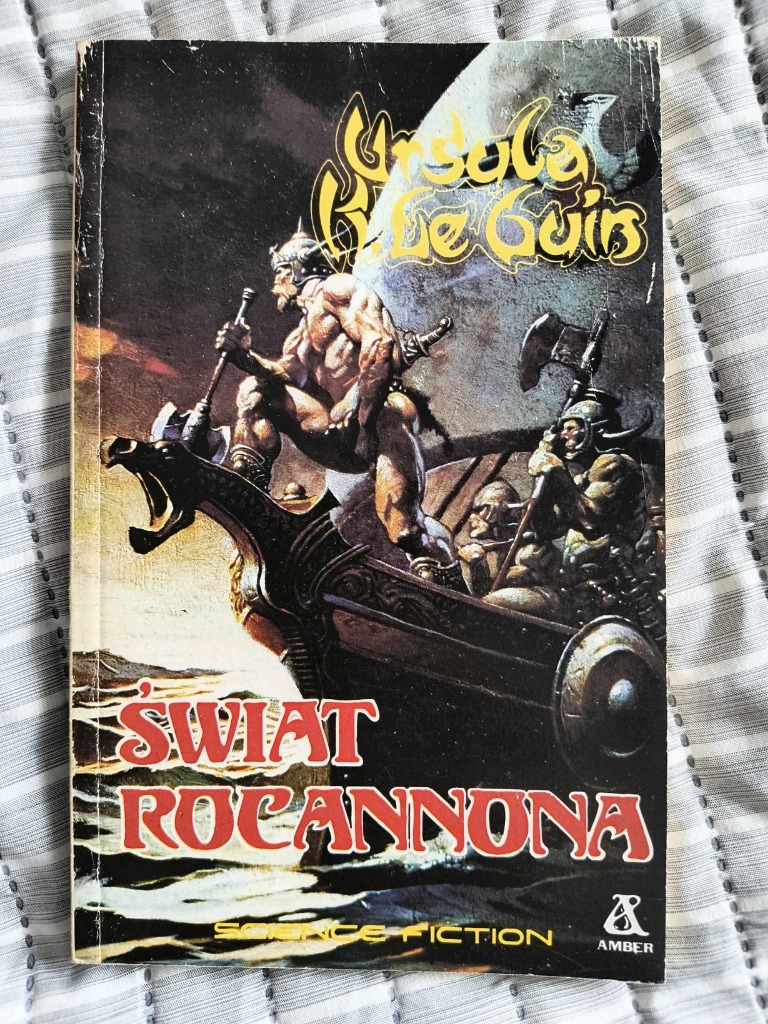 Ursula
K. Le Guin
ŚWIAT
ROCANNONA
SCIENCE FICTION
A
AMBER